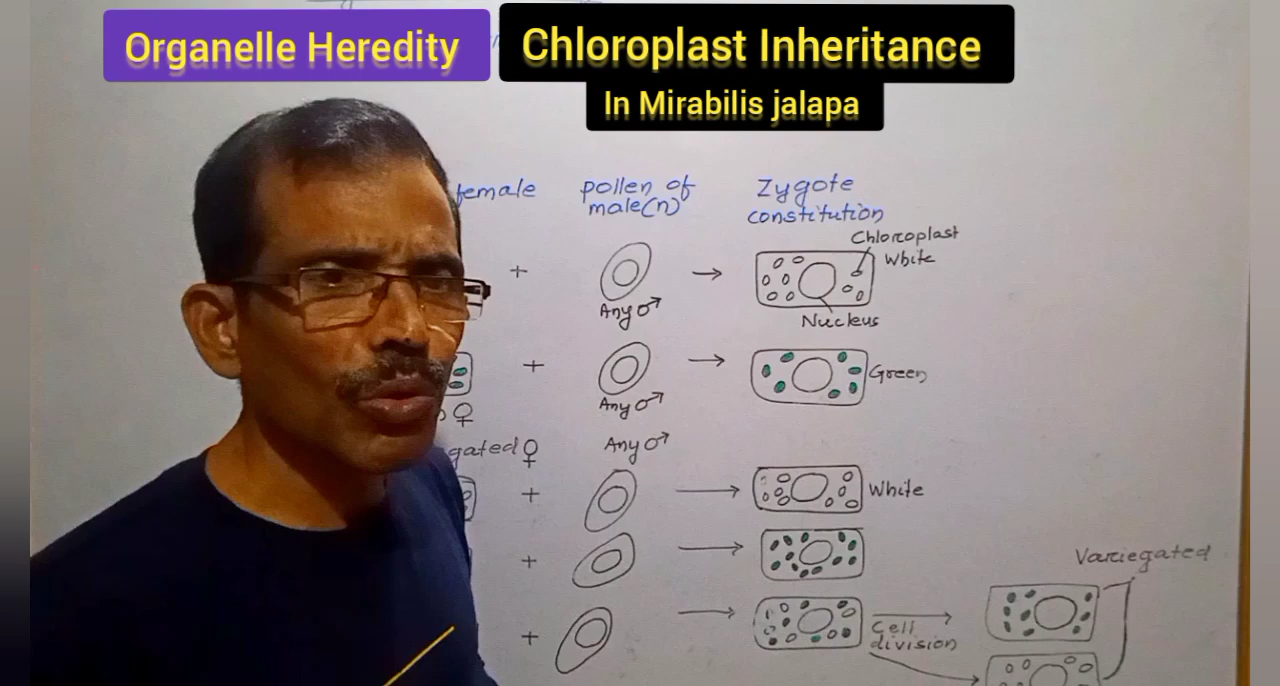 Organelle Heredity
Chloroplast Inheritance
In Mirabilis jalapa
female
pollen of
male(n)
Zygote
constitution
Chloroplast
White
+
→
Any ♂
Nucleus
+
→
Green
Any ♂
♀
gated ♀
Any ♂
+
→
White
+
→
Variegated
+
→
Cell
division